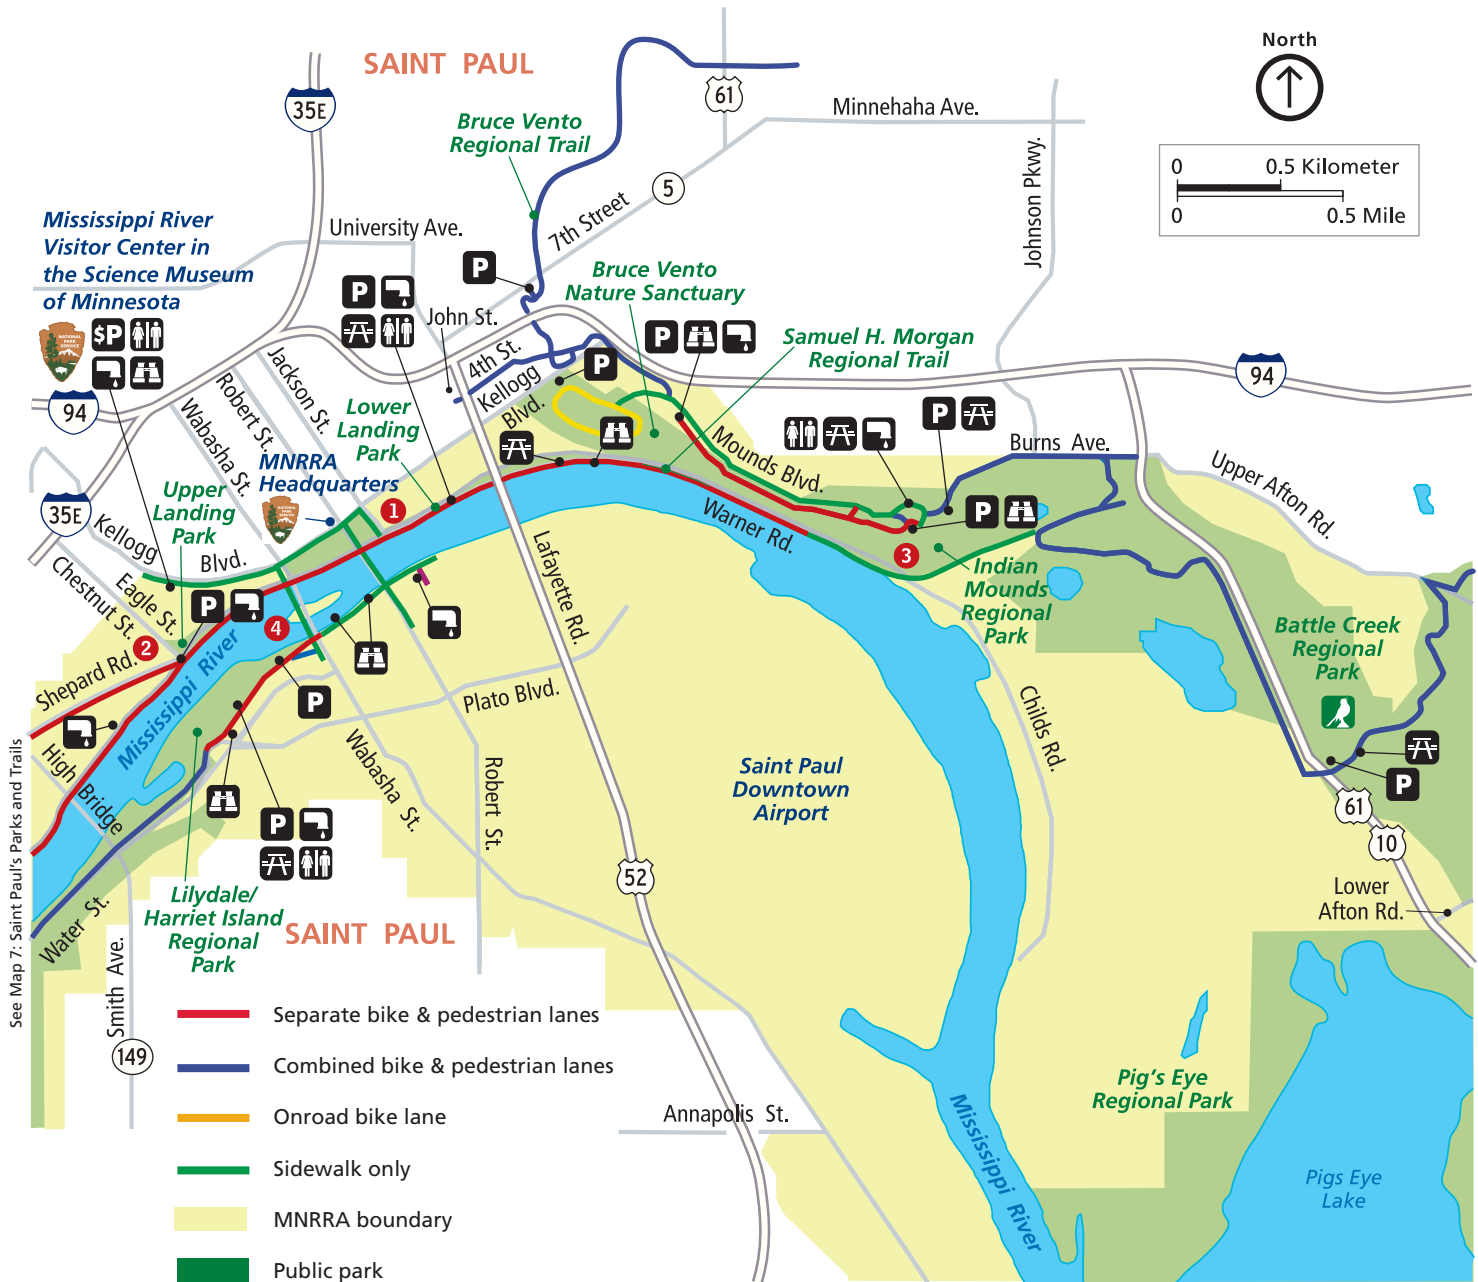 SAINT PAUL
North
35E
61
Minnehaha Ave.
Bruce Vento
Regional Trail
0 0.5 Kilometer
0 0.5 Mile
5
Johnson Pkwy.
Mississippi River
Visitor Center in
the Science Museum
of Minnesota
University Ave.
7th Street
P
Bruce Vento
Nature Sanctuary
P
John St.
$P
NATIONAL
PARK
SERVICE
4th St.
P
Samuel H. Morgan
Regional Trail
Jackson St.
Robert St.
Wabasha St.
Kellogg
Blvd.
P
94
94
Lower
Landing
Park
P
Burns Ave.
Mounds Blvd.
Upper Afton Rd.
MNRRA
Headquarters
Upper
Landing
Park
1
35E
Kellogg
Blvd.
P
Warner Rd.
Lafayette Rd.
3
Indian
Mounds
Regional
Park
Chestnut St.
Eagle St.
P
4
2
Shepard Rd.
Mississippi River
Battle Creek
Regional
Park
P
Plato Blvd.
Childs Rd.
High
Bridge
Wabasha St.
Robert St.
Saint Paul
Downtown
Airport
P
61
10
P
52
Lower
Afton Rd.
Lilydale/
Harriet Island
Regional
Park
SAINT PAUL
Water St.
Smith Ave.
149
See Map 7: Saint Paul's Parks and Trails
Separate bike & pedestrian lanes
Combined bike & pedestrian lanes
Onroad bike lane
Sidewalk only
MNRRA boundary
Public park
Annapolis St.
Pig's Eye
Regional Park
Mississippi River
Pigs Eye
Lake